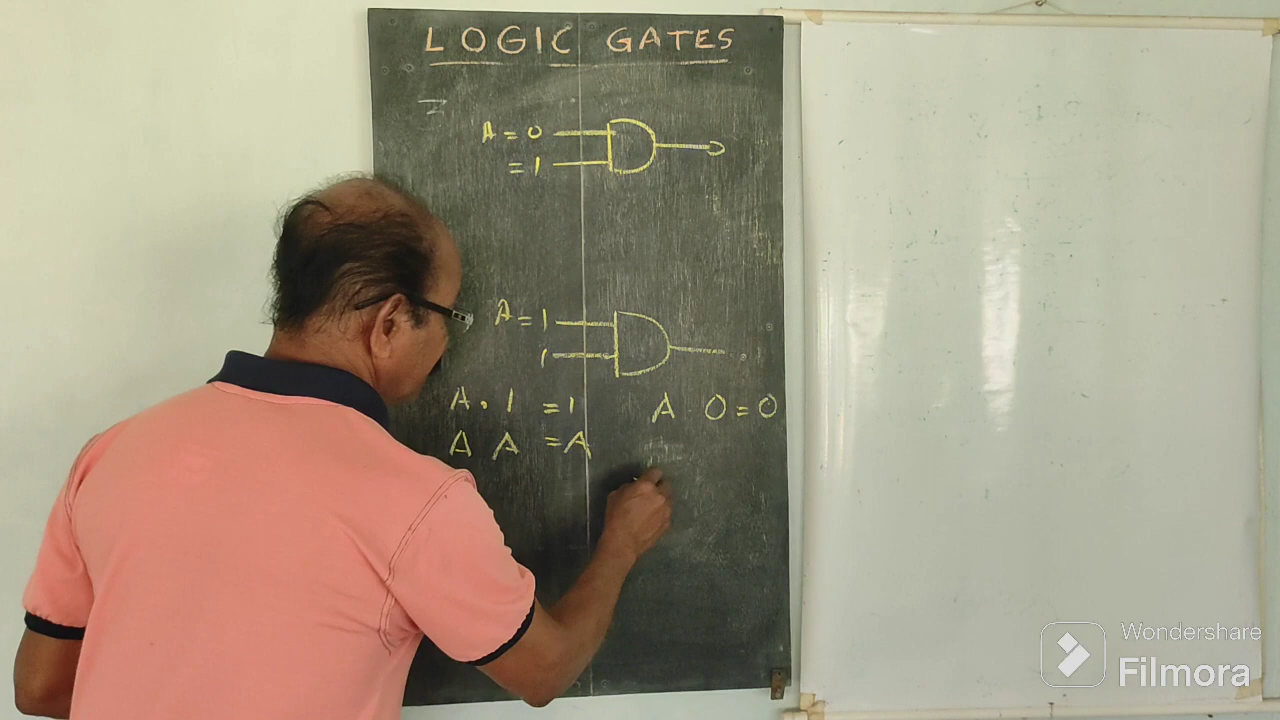 LOGIC GATES
A = 0
= 1
A = 1
1
A . 1 = 1
A . 0 = 0
A A = A
Wondershare
Filmora